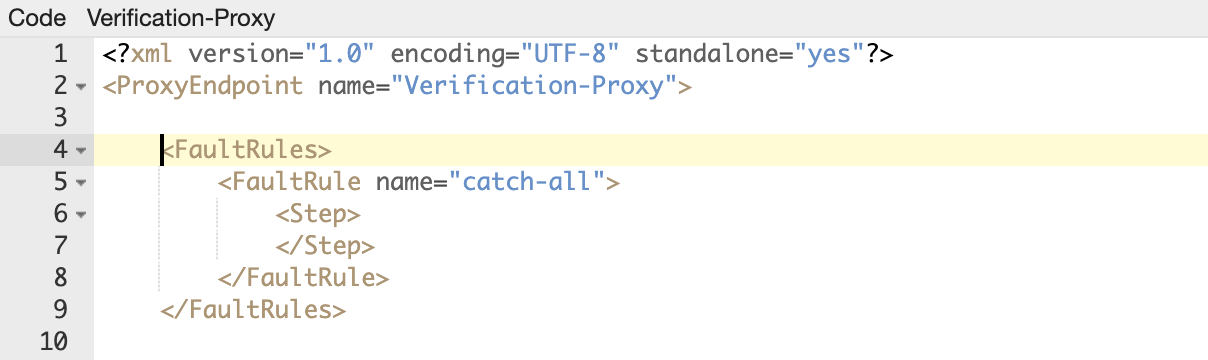 Code Verification-Proxy
1 <?xml version="1.0" encoding="UTF-8" standalone="yes"?>
2 <ProxyEndpoint name="Verification-Proxy">
3
4 <FaultRules>
5 <FaultRule name="catch-all">
6 <Step>
7 </Step>
8 </FaultRule>
9 </FaultRules>
10